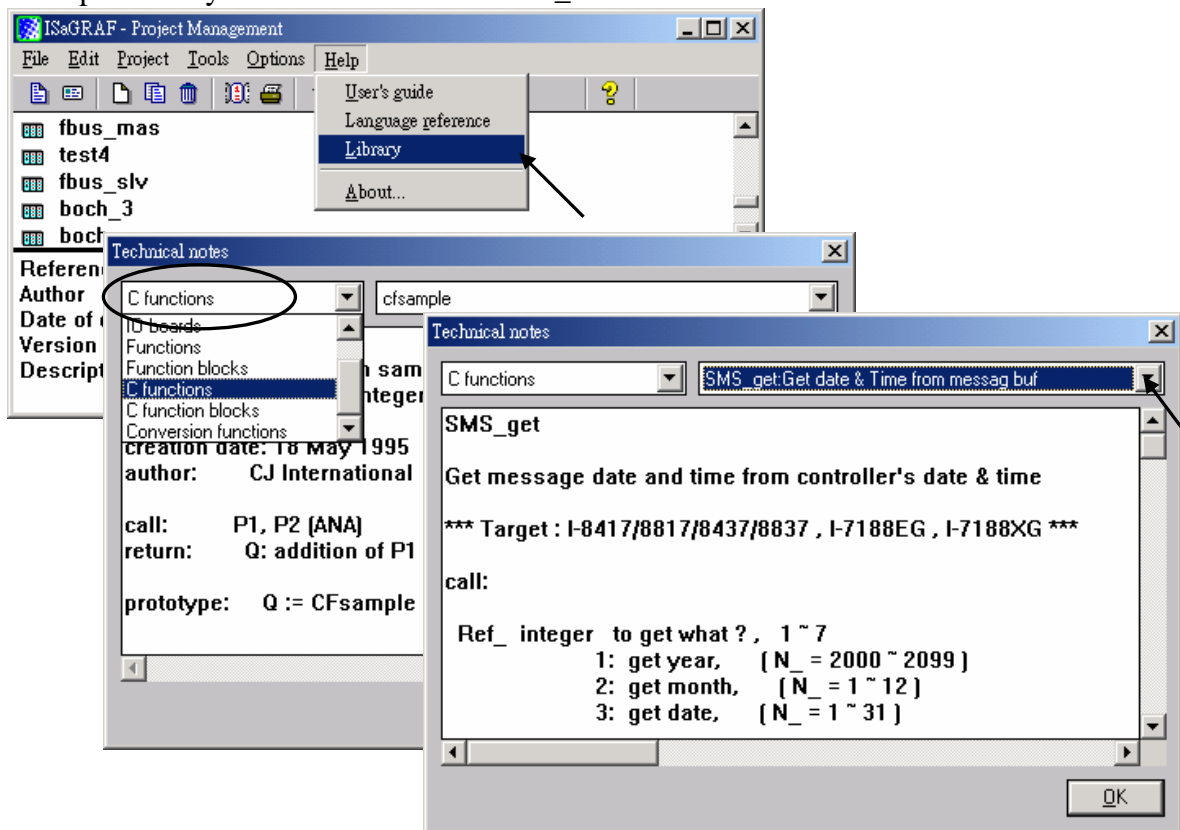 ISaGRAF - Project Management
File Edit Project Tools Options Help
User's guide
Language reference
Library
About...
fbus_mas
test4
fbus_slv
boch_3
Technical notes
Author
Date of
Version
C functions
cfsample
IO boards
Functions
Function blocks
C functions
C function blocks
Conversion functions
creation date: 18 May 1995
author: CJ International
call: P1, P2 (ANA)
return: Q: addition of P1
prototype: Q := CFsample
Technical notes
C functions
SMS_get:Get date & Time from messag buf
SMS_get
Get message date and time from controller's date & time
*** Target : I-8417/8817/8437/8837 , I-7188EG , I-7188XG ***
call:
Ref_ integer to get what ? , 1 ~ 7
1: get year, ( N_ = 2000 ~ 2099 )
2: get month, ( N_ = 1 ~ 12 )
3: get date, ( N_ = 1 ~ 31 )
OK